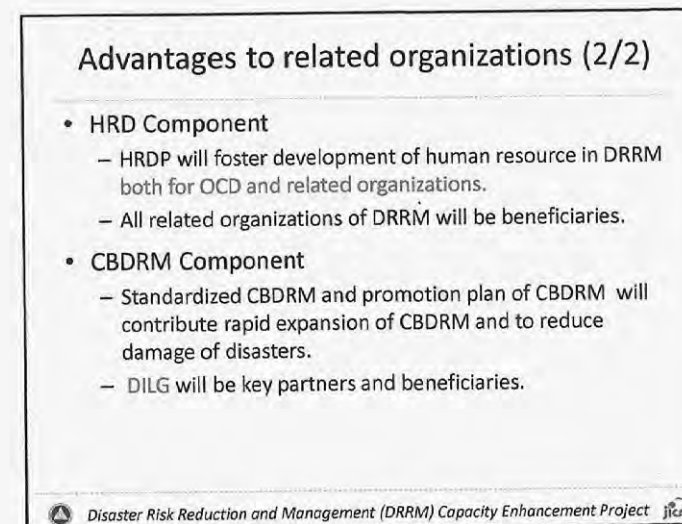 Advantages to related organizations (2/2)
• HRD Component
– HRDP will foster development of human resource in DRRM
both for OCD and related organizations.
– All related organizations of DRRM will be beneficiaries.
• CBDRM Component
– Standardized CBDRM and promotion plan of CBDRM will
contribute rapid expansion of CBDRM and to reduce
damage of disasters.
– DILG will be key partners and beneficiaries.
Disaster Risk Reduction and Management (DRRM) Capacity Enhancement Project